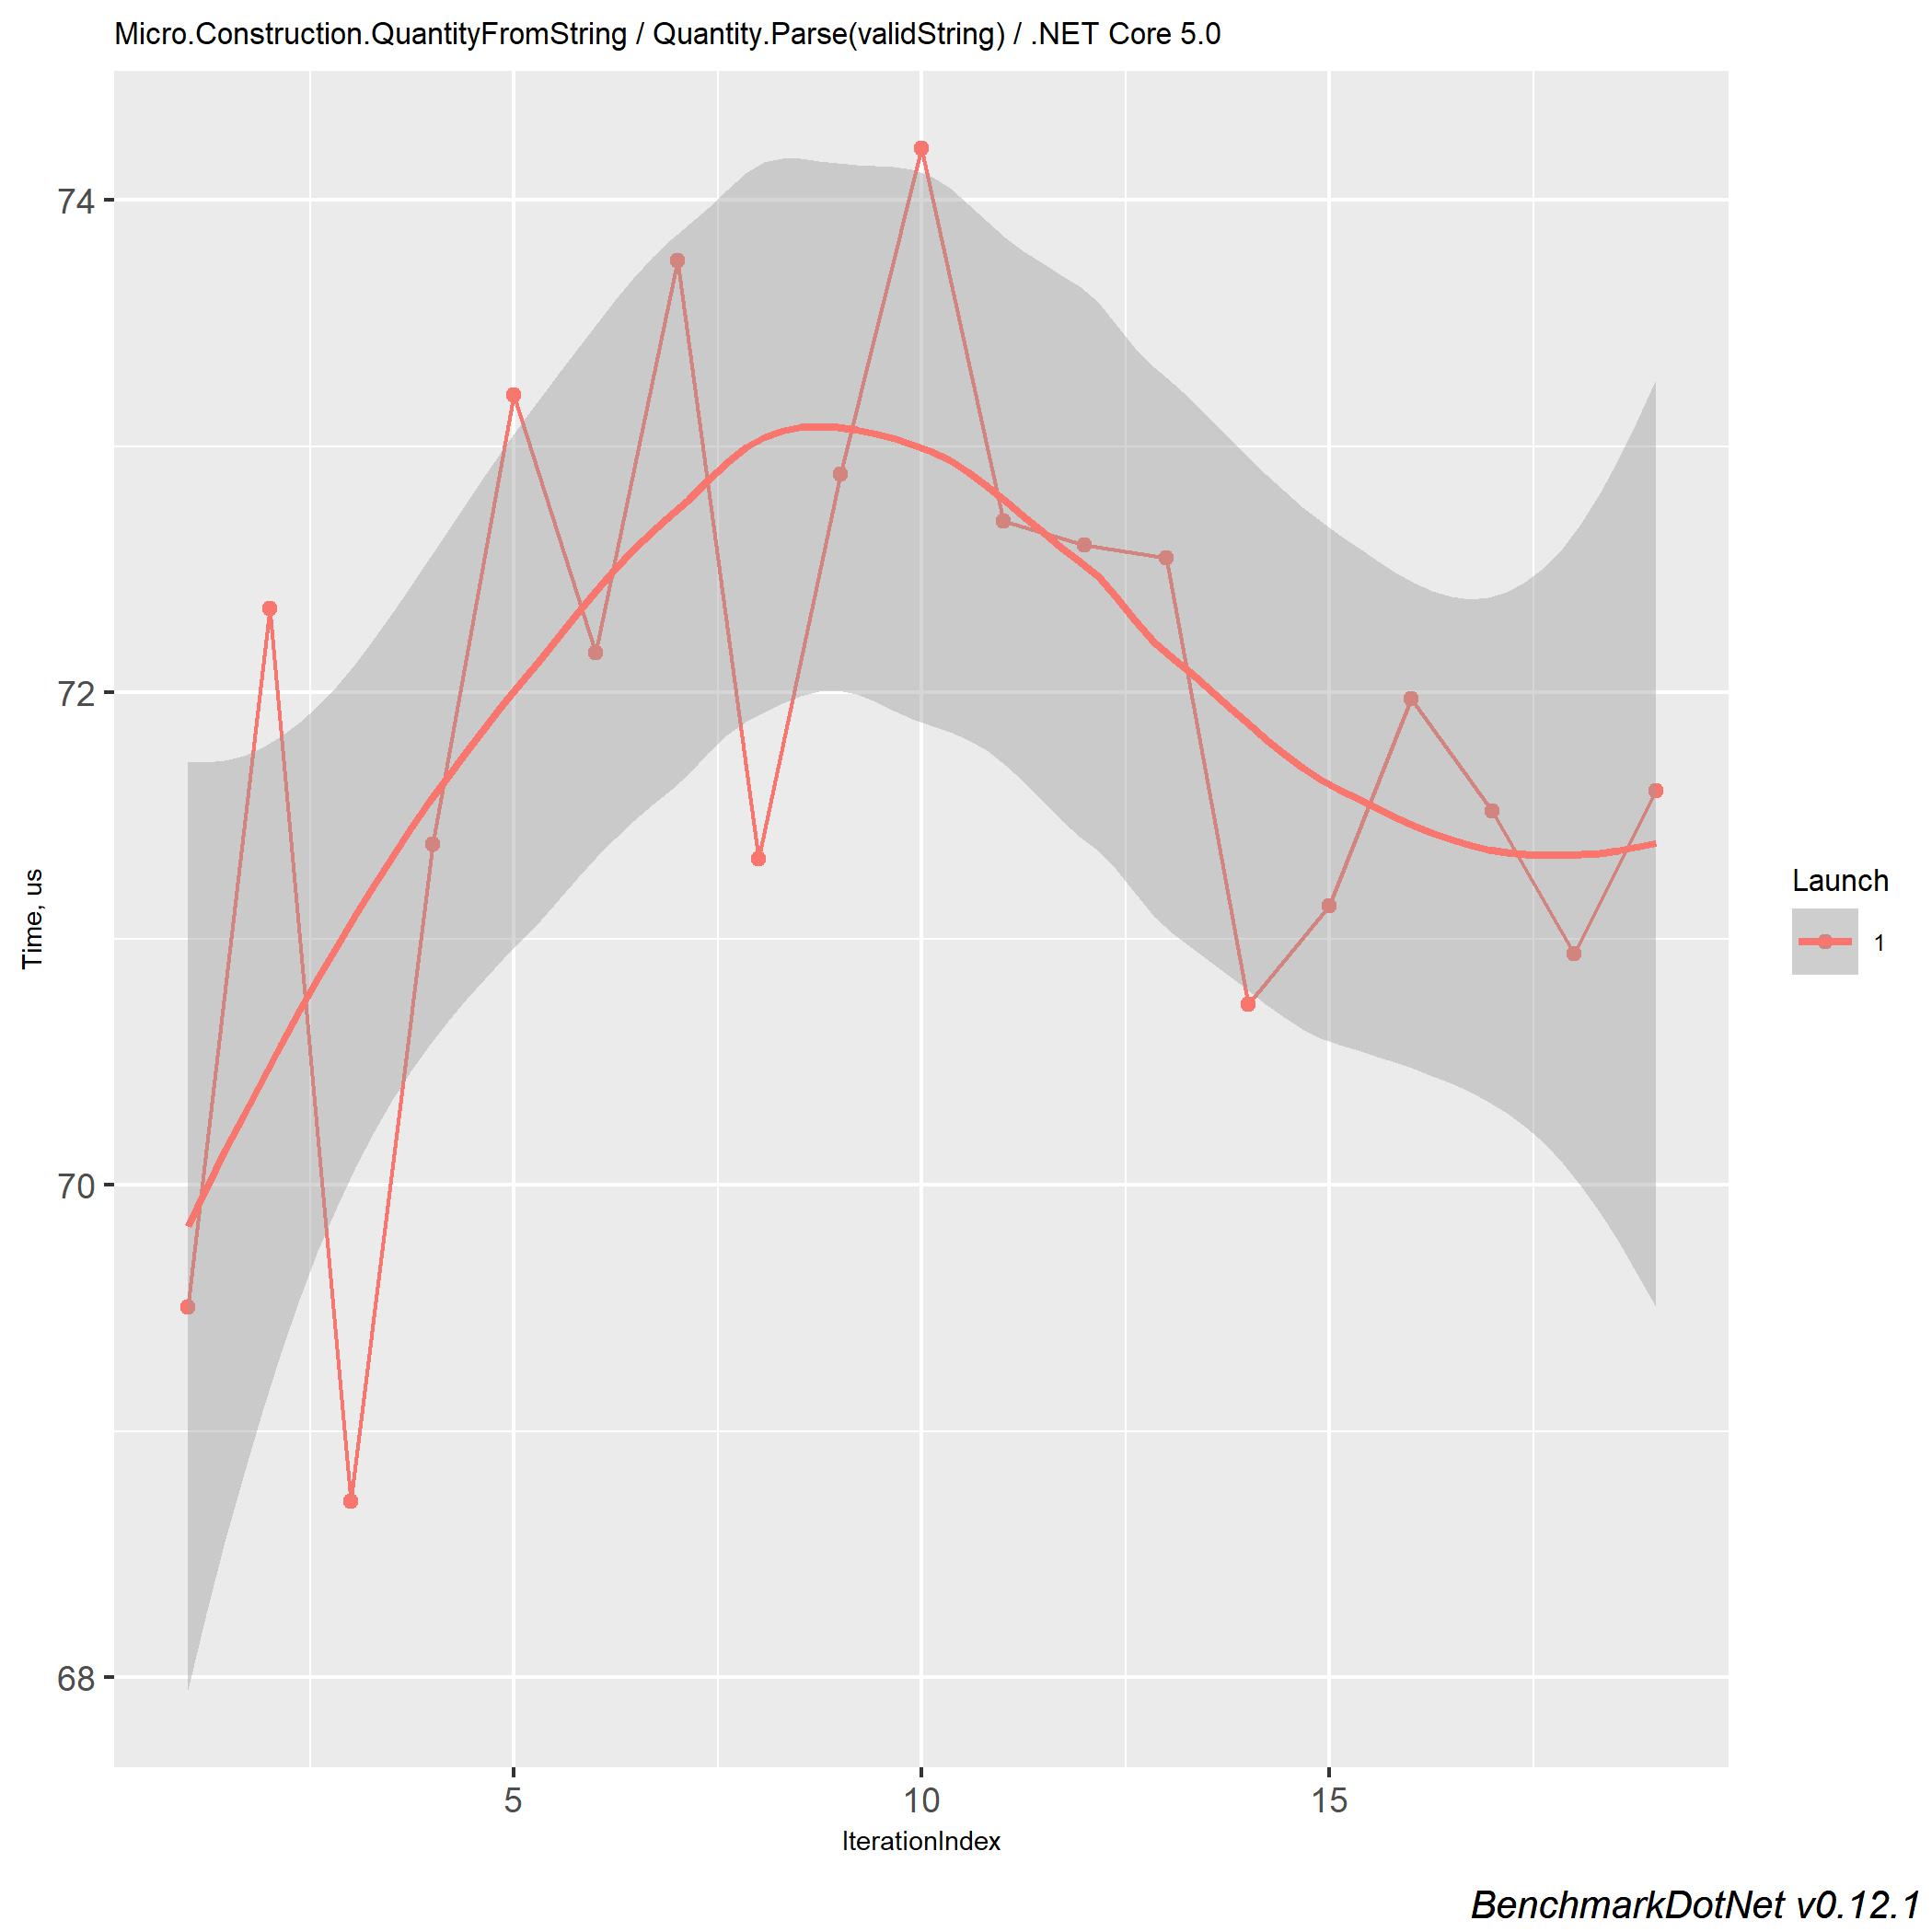 Micro.Construction.QuantityFromString / Quantity.Parse(validString) / .NET Core 5.0
74
72
70
68
Time, us
5 10 15
IterationIndex
Launch
1
BenchmarkDotNet v0.12.1